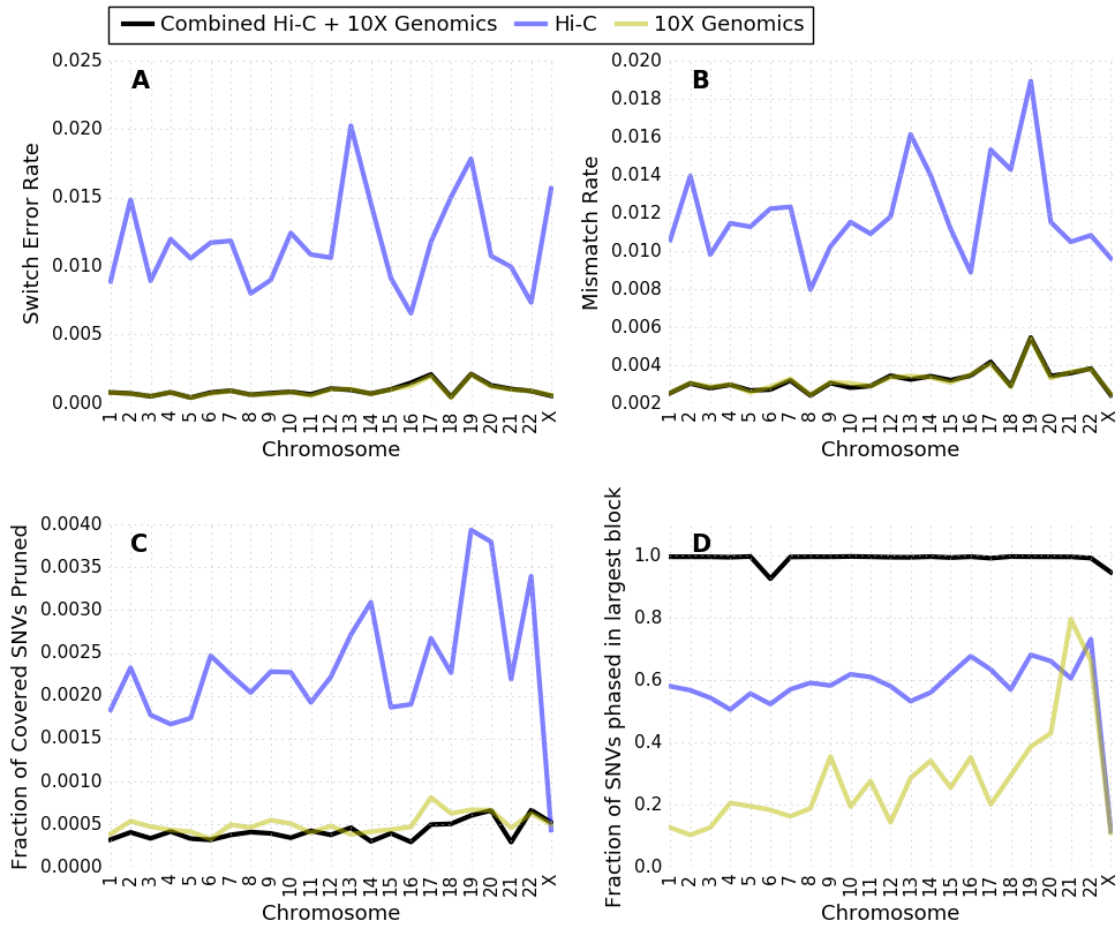 Combined Hi-C + 10X Genomics Hi-C 10X Genomics
A
Switch Error Rate
0.025
0.020
0.015
0.010
0.005
0.000
1 2 3 4 5 6 7 8 9 10 11 12 13 14 15 16 17 18 19 20 21 22 X
Chromosome
B
Mismatch Rate
0.020
0.018
0.016
0.014
0.012
0.010
0.008
0.006
0.004
0.002
1 2 3 4 5 6 7 8 9 10 11 12 13 14 15 16 17 18 19 20 21 22 X
Chromosome
C
Fraction of Covered SNVs Pruned
0.0040
0.0035
0.0030
0.0025
0.0020
0.0015
0.0010
0.0005
0.0000
1 2 3 4 5 6 7 8 9 10 11 12 13 14 15 16 17 18 19 20 21 22 X
Chromosome
D
Fraction of SNVs phased in largest block
1.0
0.8
0.6
0.4
0.2
0.0
1 2 3 4 5 6 7 8 9 10 11 12 13 14 15 16 17 18 19 20 21 22 X
Chromosome